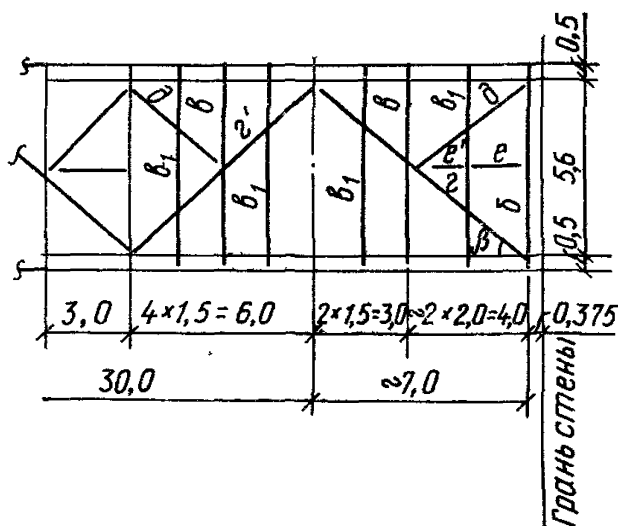 0,5
д
в
г'
в₁
в₁
в₁
в
в₁
д
е'
г
е
б
β
5,6
0,5
3,0
4×1,5=6,0
2×1,5=3,0
~2×2,0=4,0
0,375
30,0
~7,0
Грань стены